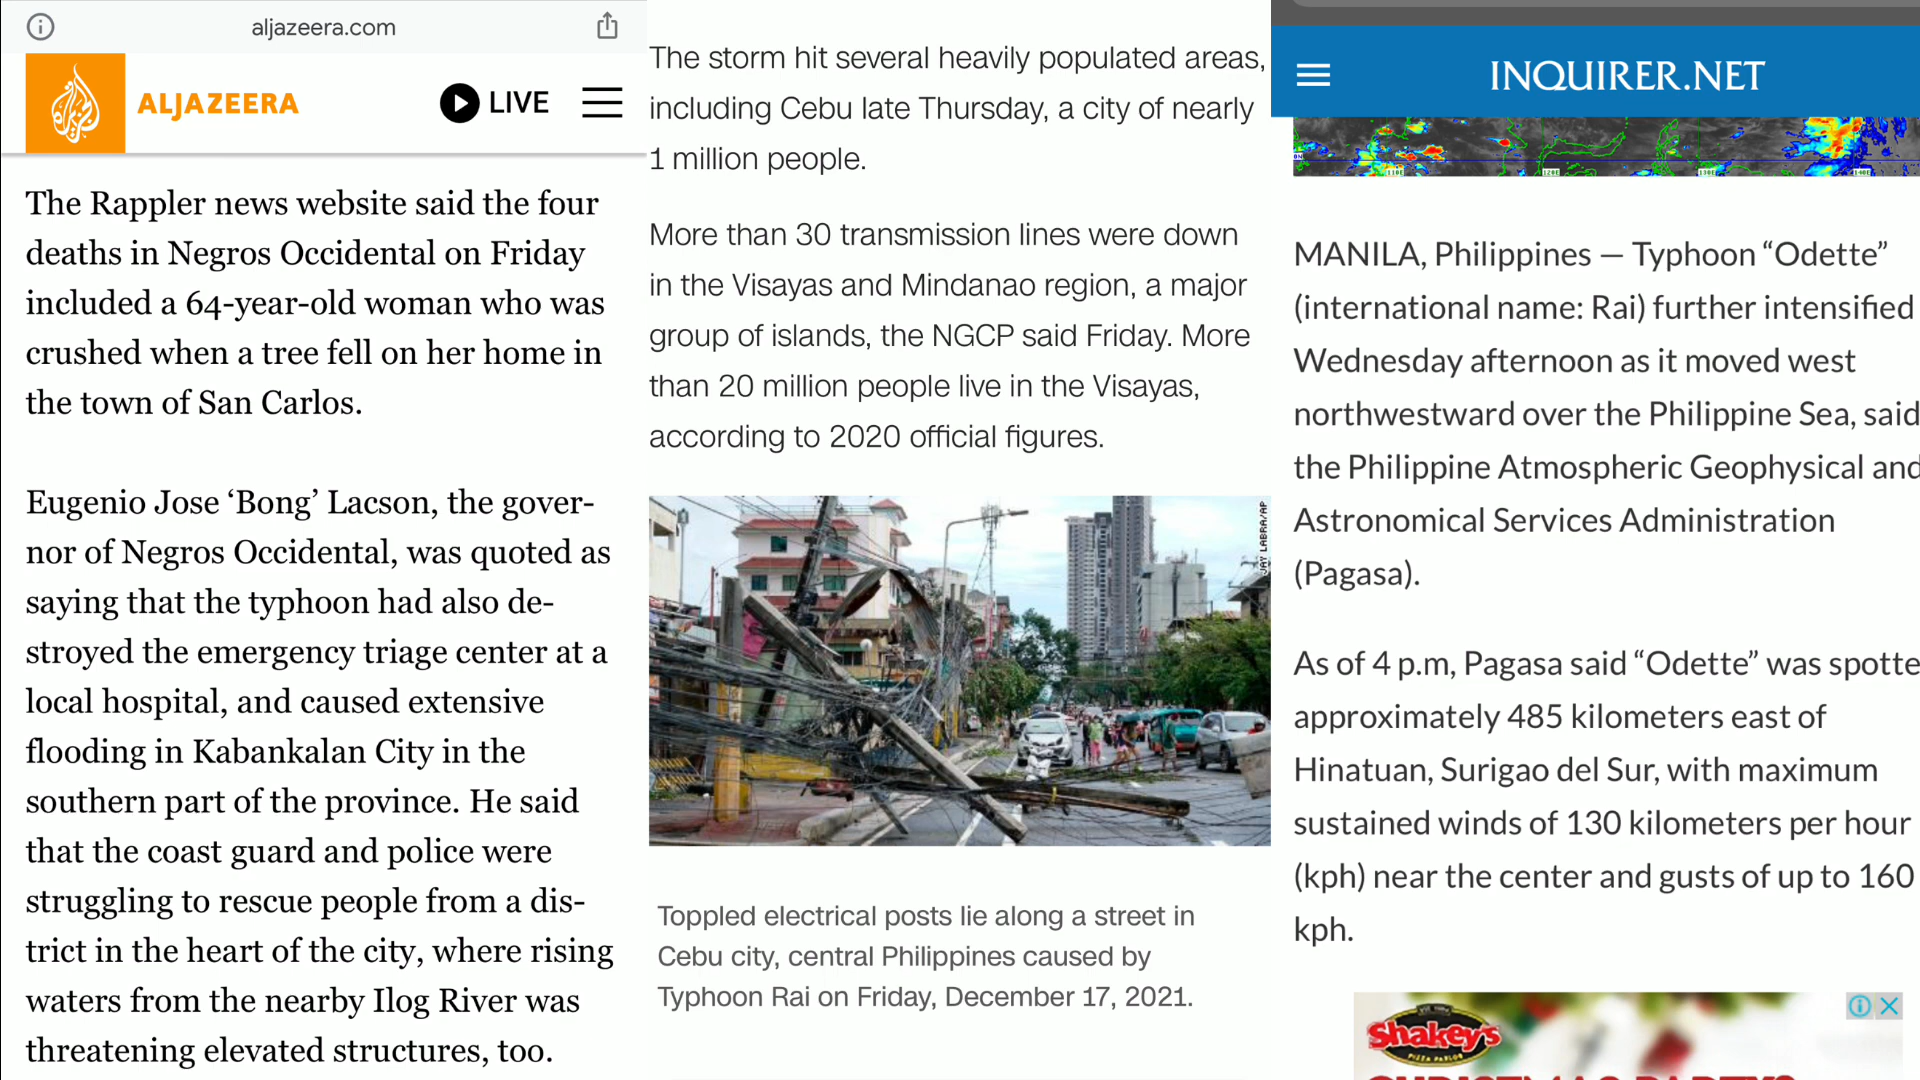 aljazeera.com
ALJAZEERA
LIVE
The Rappler news website said the four
deaths in Negros Occidental on Friday
included a 64-year-old woman who was
crushed when a tree fell on her home in
the town of San Carlos.
Eugenio Jose ‘Bong’ Lacson, the gover-
nor of Negros Occidental, was quoted as
saying that the typhoon had also de-
stroyed the emergency triage center at a
local hospital, and caused extensive
flooding in Kabankalan City in the
southern part of the province. He said
that the coast guard and police were
struggling to rescue people from a dis-
trict in the heart of the city, where rising
waters from the nearby Ilog River was
threatening elevated structures, too.
The storm hit several heavily populated areas,
including Cebu late Thursday, a city of nearly
1 million people.
More than 30 transmission lines were down
in the Visayas and Mindanao region, a major
group of islands, the NGCP said Friday. More
than 20 million people live in the Visayas,
according to 2020 official figures.
JAY LABRA/AP
Toppled electrical posts lie along a street in
Cebu city, central Philippines caused by
Typhoon Rai on Friday, December 17, 2021.
INQUIRER.NET
110E
120E
130E
140E
MANILA, Philippines — Typhoon “Odette”
(international name: Rai) further intensified
Wednesday afternoon as it moved west
northwestward over the Philippine Sea, said
the Philippine Atmospheric Geophysical and
Astronomical Services Administration
(Pagasa).
As of 4 p.m, Pagasa said “Odette” was spotte
approximately 485 kilometers east of
Hinatuan, Surigao del Sur, with maximum
sustained winds of 130 kilometers per hour
(kph) near the center and gusts of up to 160
kph.
Shakey's
PIZZA PARLOR
CHRISTMAS PARTY?